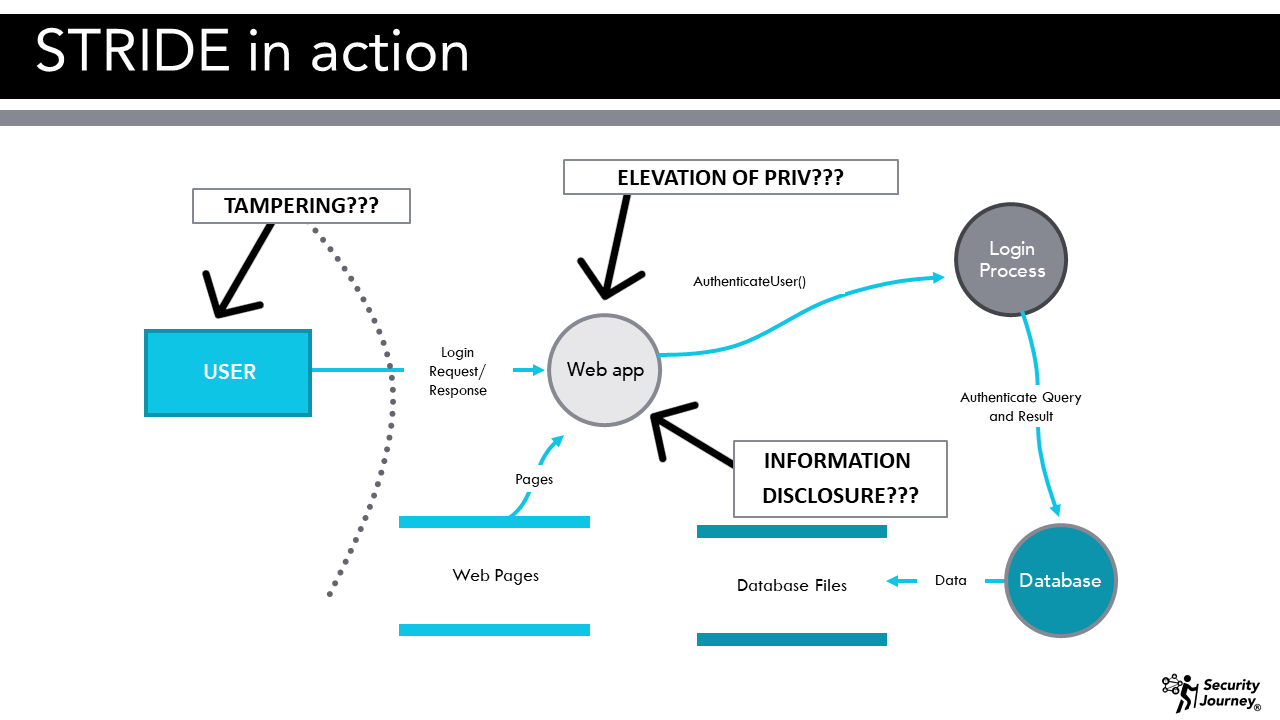 STRIDE in action
ELEVATION OF PRIV???
TAMPERING???
Login
Process
AuthenticateUser()
Login
Request/
Response
USER
Web app
Authenticate Query
and Result
INFORMATION
DISCLOSURE???
Pages
Web Pages
Database Files
Data
Database
Security
Journey®